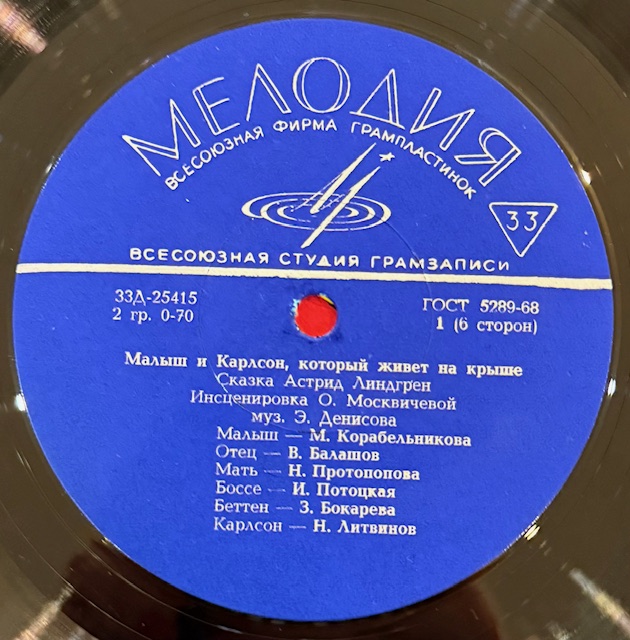 МЕЛОДИЯ
ВСЕСОЮЗНАЯ ФИРМА ГРАМПЛАСТИНОК
33
ВСЕСОЮЗНАЯ СТУДИЯ ГРАМЗАПИСИ
33Д-25415
2 гр. 0-70
ГОСТ 5289-68
1 (6 сторон)
Малыш и Карлсон, который живет на крыше
Сказка Астрид Линдгрен
Инсценировка О. Москвичевой
муз. Э. Денисова
Малыш — М. Корабельникова
Отец — В. Балашов
Мать — Н. Протопопова
Боссе — И. Потоцкая
Беттен — З. Бокарева
Карлсон — Н. Литвинов